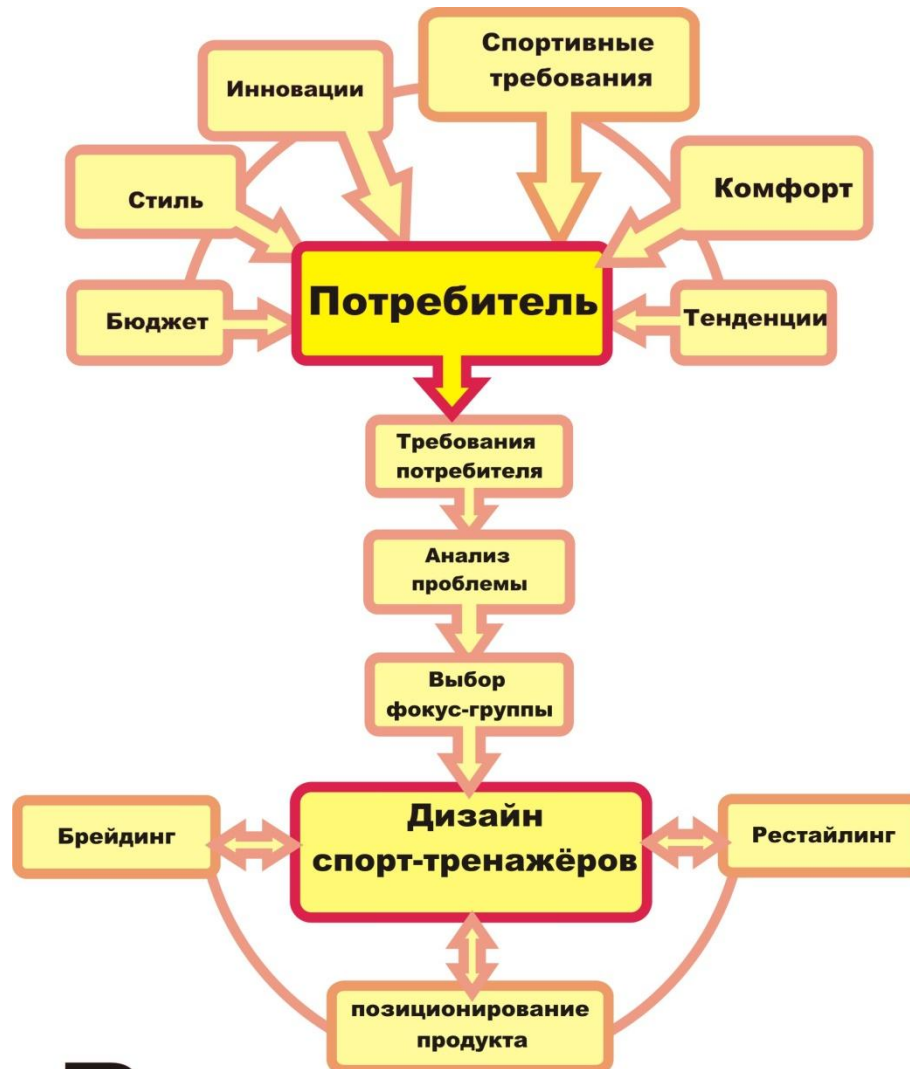 Спортивные
требования
Инновации
Стиль
Комфорт
Бюджет
Потребитель
Тенденции
Требования
потребителя
Анализ
проблемы
Выбор
фокус-группы
Дизайн
спорт-тренажёров
Брейдинг
Рестайлинг
позиционирование
продукта